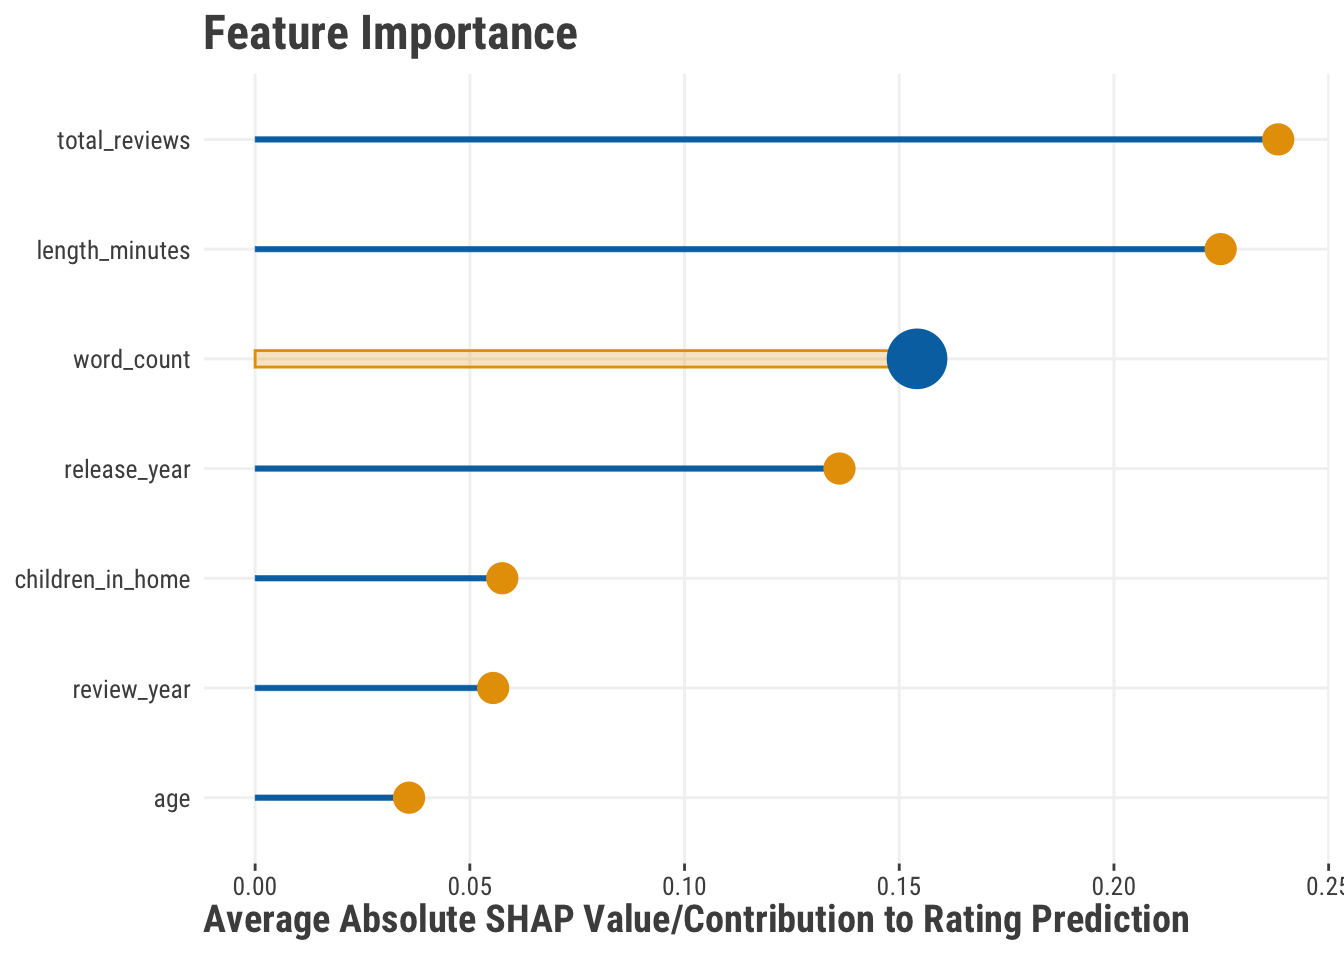 Feature Importance
total_reviews
length_minutes
word_count
release_year
children_in_home
review_year
age
0.00 0.05 0.10 0.15 0.20 0.25
Average Absolute SHAP Value/Contribution to Rating Prediction